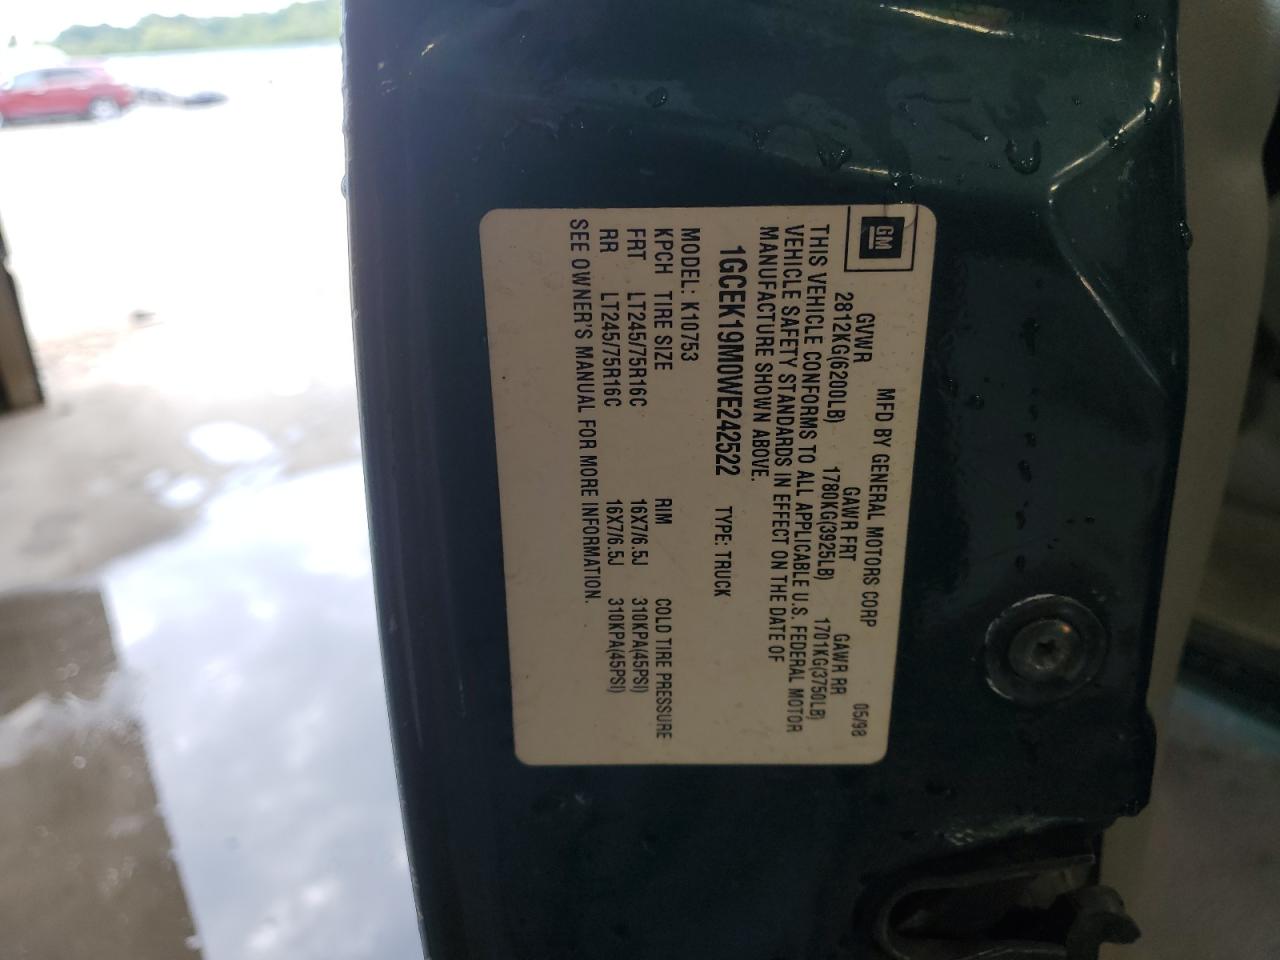 GM
MFD BY GENERAL MOTORS CORP 05/98
GVWR GAWR FRT GAWR RR
2812KG(6200LB) 1780KG(3925LB) 1701KG(3750LB)
THIS VEHICLE CONFORMS TO ALL APPLICABLE U.S. FEDERAL MOTOR
VEHICLE SAFETY STANDARDS IN EFFECT ON THE DATE OF
MANUFACTURE SHOWN ABOVE.
1GCEK19M0WE242522 TYPE: TRUCK
MODEL: K10753
KPCH TIRE SIZE RIM COLD TIRE PRESSURE
FRT LT245/75R16C 16X7/6.5J 310KPA(45PSI)
RR LT245/75R16C 16X7/6.5J 310KPA(45PSI)
SEE OWNER'S MANUAL FOR MORE INFORMATION.